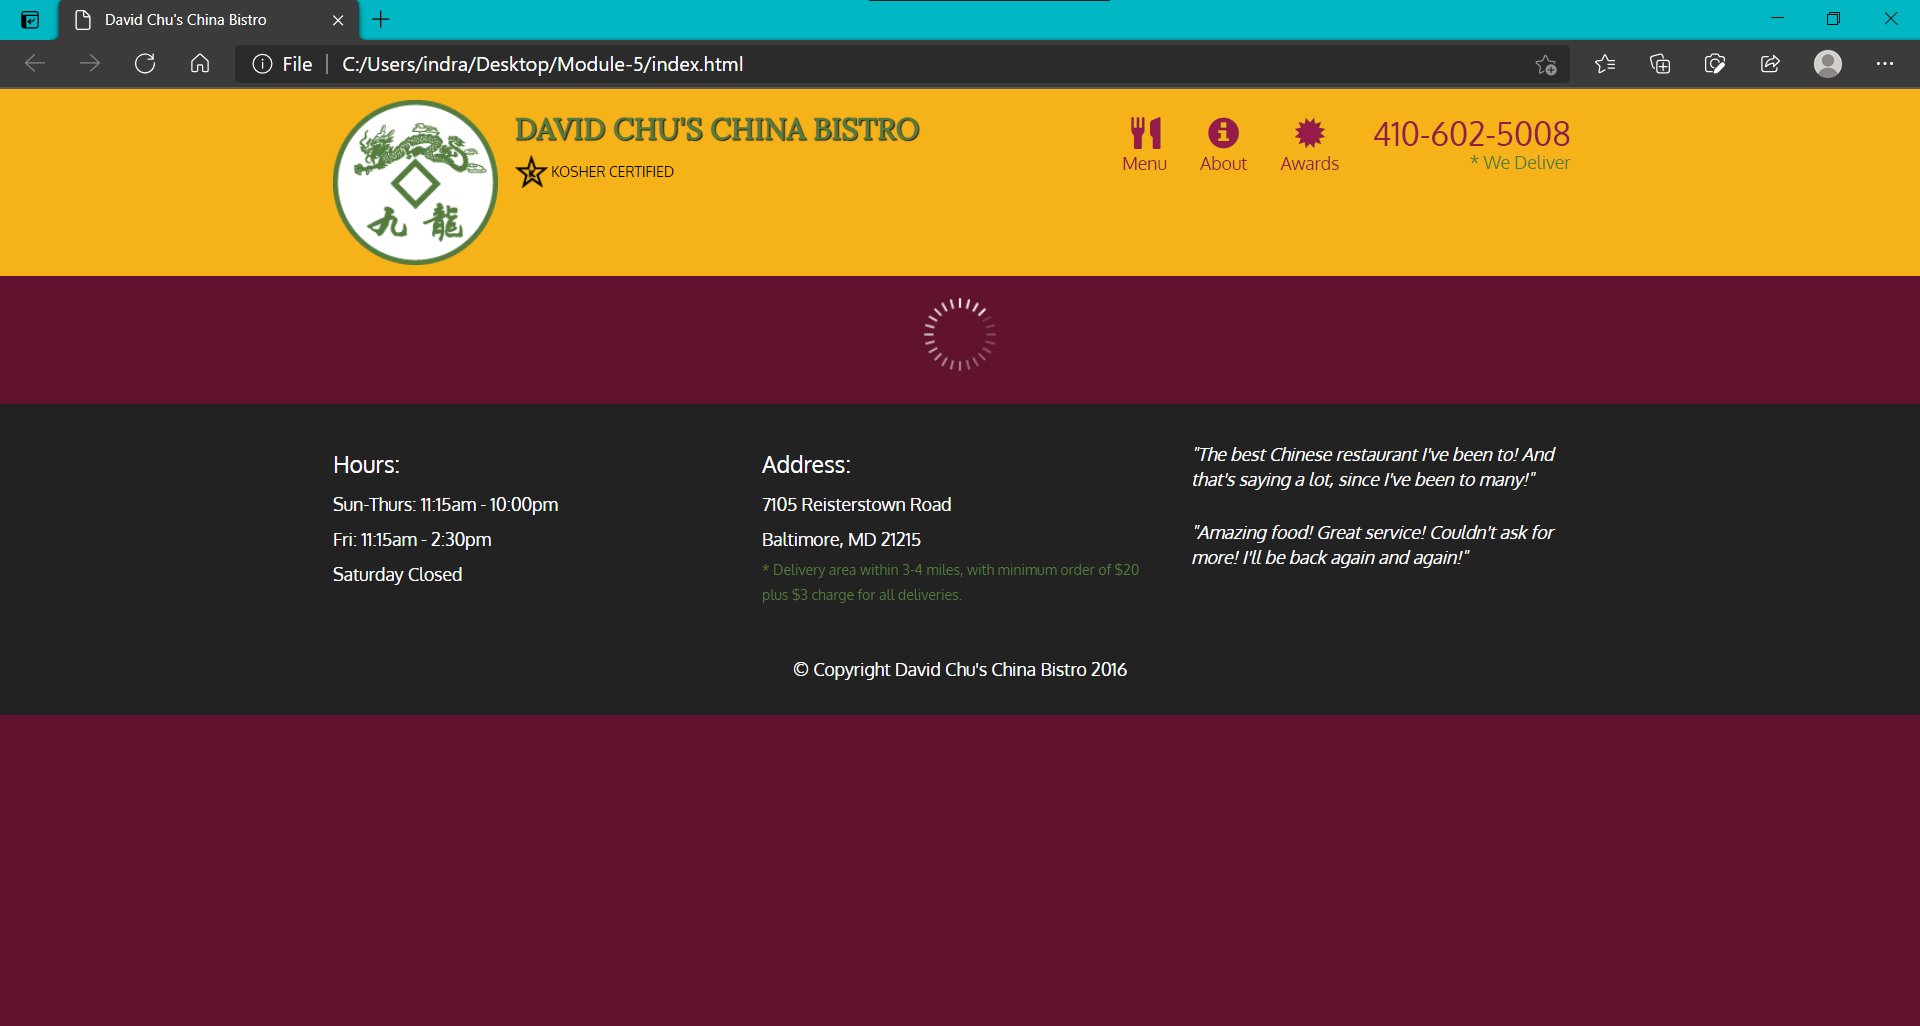 David Chu's China Bistro
File
C:/Users/indra/Desktop/Module-5/index.html
九 龍
DAVID CHU'S CHINA BISTRO
K KOSHER CERTIFIED
Menu
About
Awards
410-602-5008
* We Deliver
Hours:
Sun-Thurs: 11:15am - 10:00pm
Fri: 11:15am - 2:30pm
Saturday Closed
Address:
7105 Reisterstown Road
Baltimore, MD 21215
* Delivery area within 3-4 miles, with minimum order of $20
plus $3 charge for all deliveries.
"The best Chinese restaurant I've been to! And
that's saying a lot, since I've been to many!"
"Amazing food! Great service! Couldn't ask for
more! I'll be back again and again!"
© Copyright David Chu's China Bistro 2016